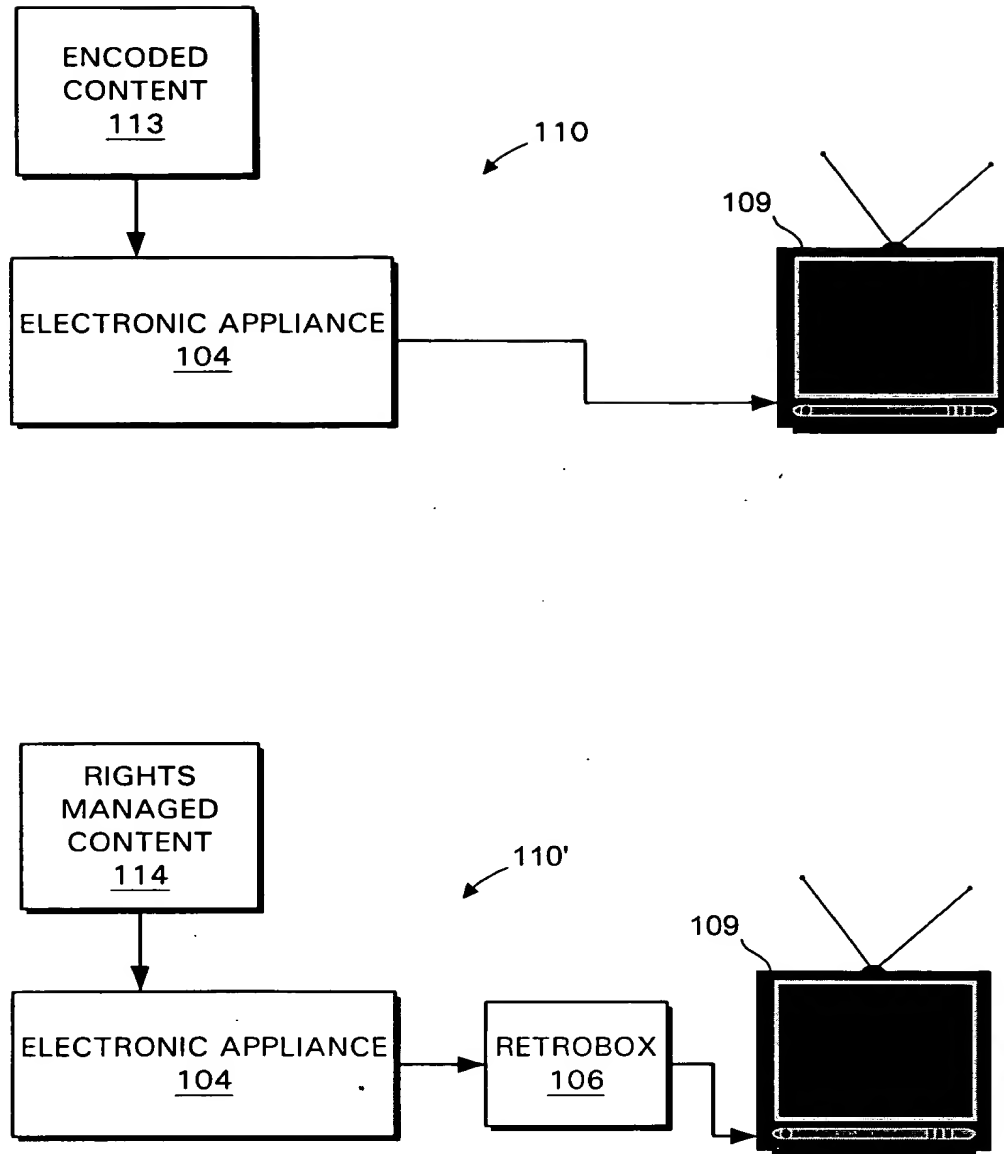 ENCODED
CONTENT
113
110
109
ELECTRONIC APPLIANCE
104
RIGHTS
MANAGED
CONTENT
114
110'
109
ELECTRONIC APPLIANCE
104
RETROBOX
106